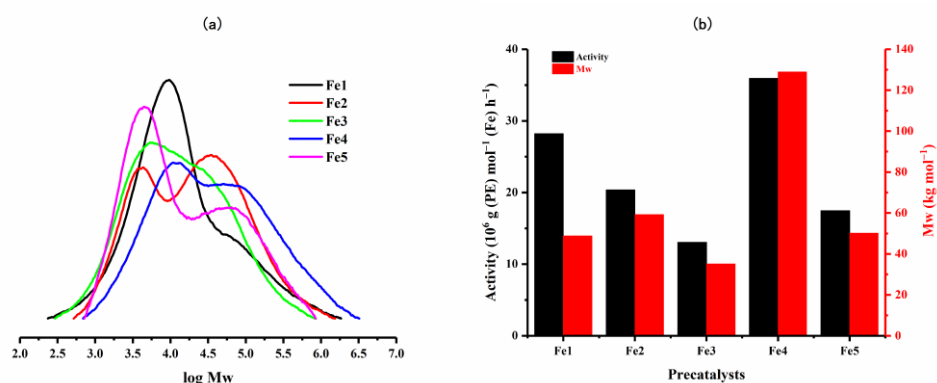 (a)
Fe1
Fe2
Fe3
Fe4
Fe5
2.0 2.5 3.0 3.5 4.0 4.5 5.0 5.5 6.0 6.5 7.0
log Mw
(b)
Activity (10⁶ g (PE) mol⁻¹ (Fe) h⁻¹)
40
30
20
10
0
Activity
Mw
140
120
100
80
60
40
20
0
Mw (kg mol⁻¹)
Fe1 Fe2 Fe3 Fe4 Fe5
Precatalysts